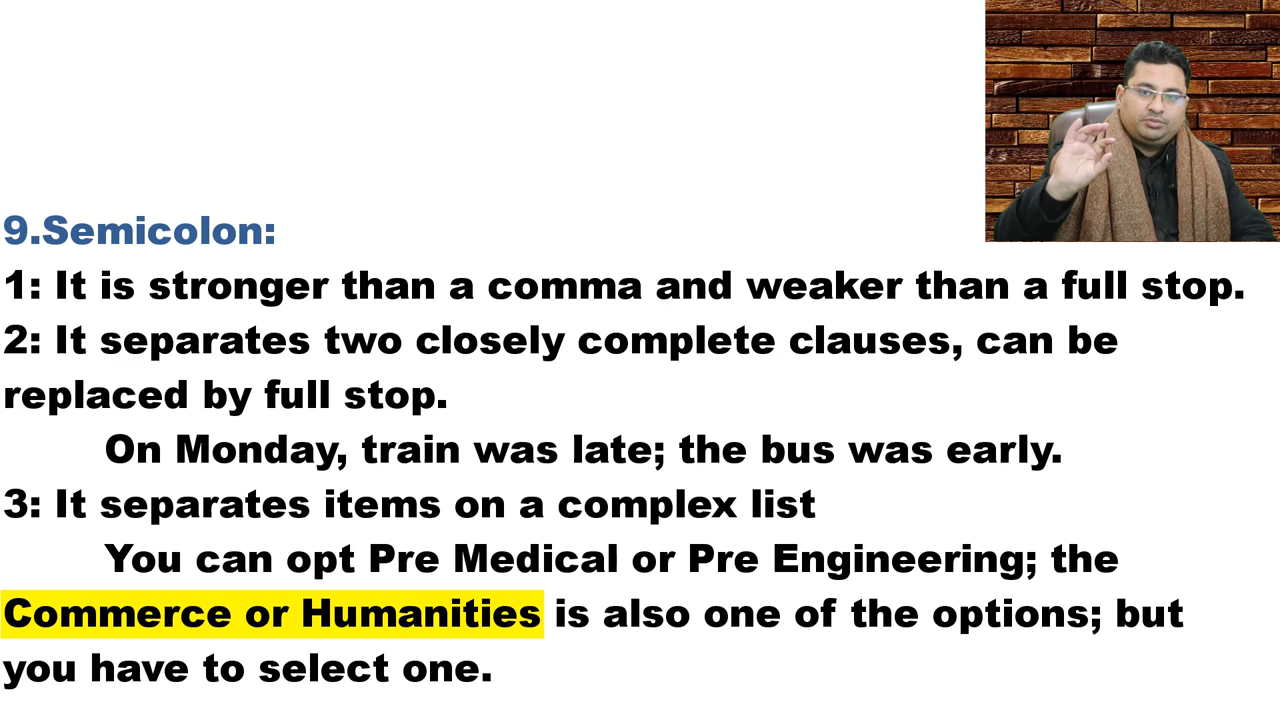 9.Semicolon:
1: It is stronger than a comma and weaker than a full stop.
2: It separates two closely complete clauses, can be
replaced by full stop.
On Monday, train was late; the bus was early.
3: It separates items on a complex list
You can opt Pre Medical or Pre Engineering; the
Commerce or Humanities is also one of the options; but
you have to select one.